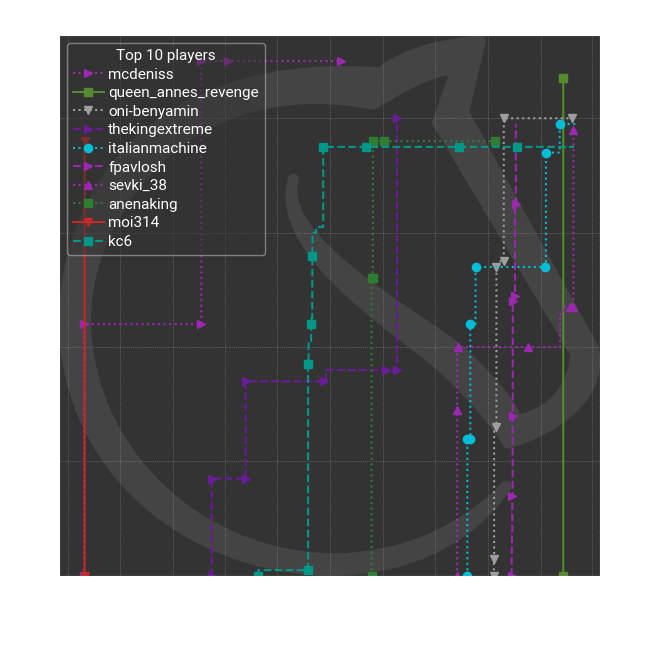 Top 10 players
mcdeniss
queen_annes_revenge
oni-benyamin
thekingextreme
italianmachine
fpavlosh
sevki_38
anenaking
moi314
kc6